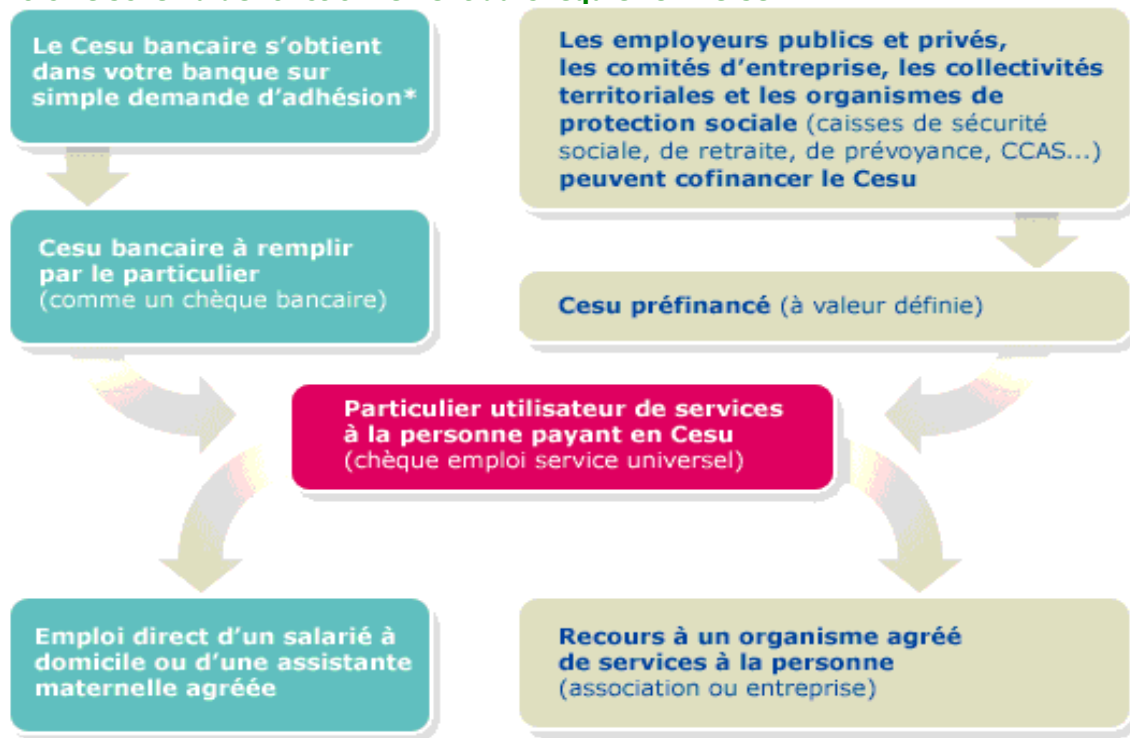 Le Cesu bancaire s’obtient
dans votre banque sur
simple demande d’adhésion*
Les employeurs publics et privés,
les comités d’entreprise, les collectivités
territoriales et les organismes de
protection sociale (caisses de sécurité
sociale, de retraite, de prévoyance, CCAS...)
peuvent cofinancer le Cesu
Cesu bancaire à remplir
par le particulier
(comme un chèque bancaire)
Cesu préfinancé (à valeur définie)
Particulier utilisateur de services
à la personne payant en Cesu
(chèque emploi service universel)
Emploi direct d’un salarié à
domicile ou d’une assistante
maternelle agréée
Recours à un organisme agréé
de services à la personne
(association ou entreprise)